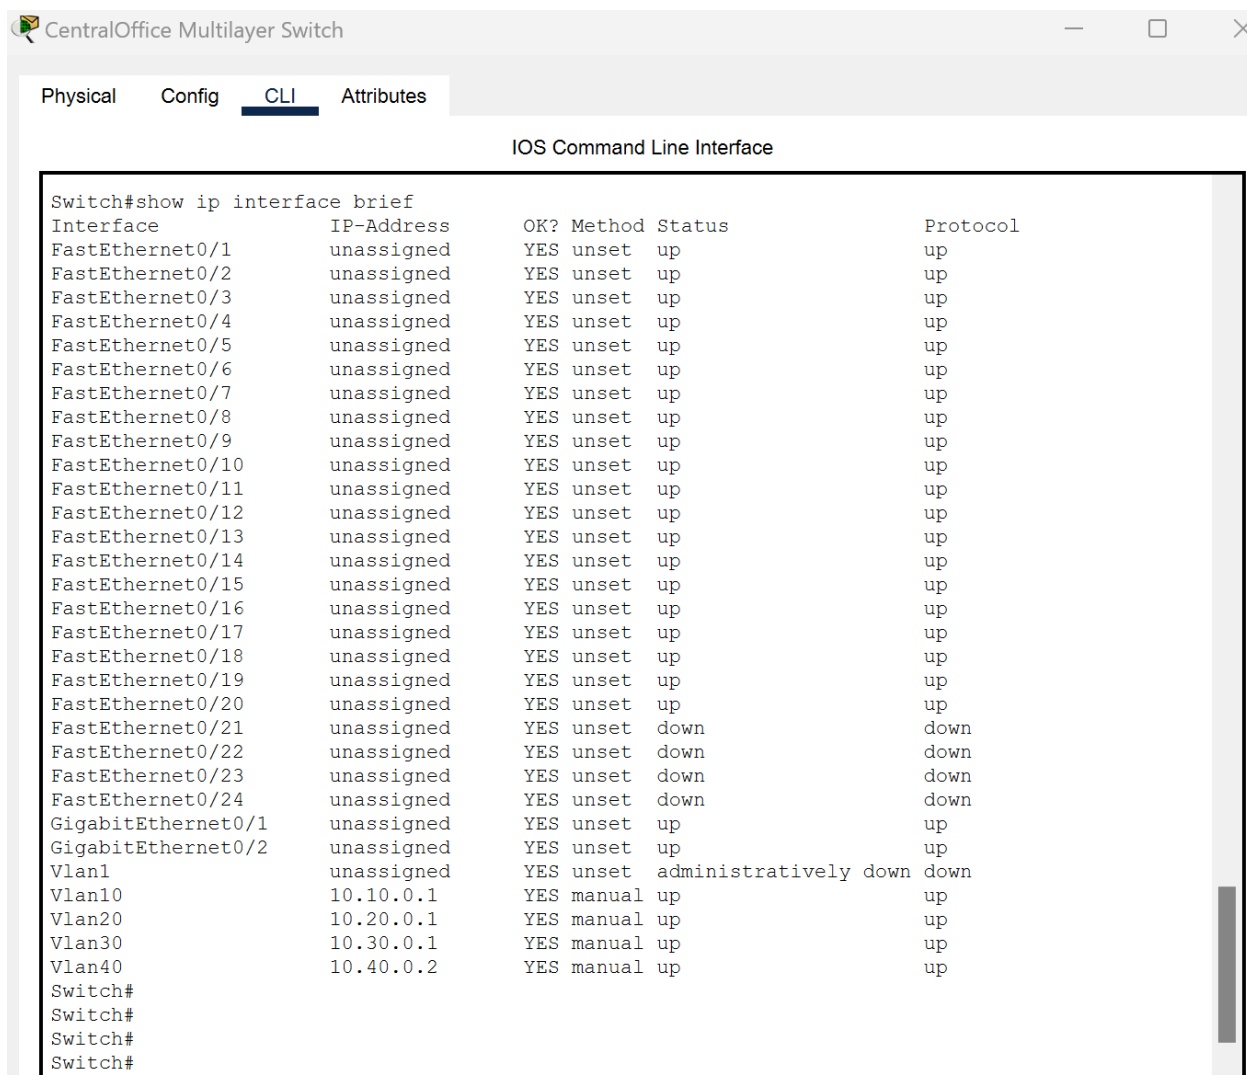 CentralOffice Multilayer Switch
Physical Config CLI Attributes
IOS Command Line Interface
Switch#show ip interface brief
Interface IP-Address OK? Method Status Protocol
FastEthernet0/1 unassigned YES unset up up
FastEthernet0/2 unassigned YES unset up up
FastEthernet0/3 unassigned YES unset up up
FastEthernet0/4 unassigned YES unset up up
FastEthernet0/5 unassigned YES unset up up
FastEthernet0/6 unassigned YES unset up up
FastEthernet0/7 unassigned YES unset up up
FastEthernet0/8 unassigned YES unset up up
FastEthernet0/9 unassigned YES unset up up
FastEthernet0/10 unassigned YES unset up up
FastEthernet0/11 unassigned YES unset up up
FastEthernet0/12 unassigned YES unset up up
FastEthernet0/13 unassigned YES unset up up
FastEthernet0/14 unassigned YES unset up up
FastEthernet0/15 unassigned YES unset up up
FastEthernet0/16 unassigned YES unset up up
FastEthernet0/17 unassigned YES unset up up
FastEthernet0/18 unassigned YES unset up up
FastEthernet0/19 unassigned YES unset up up
FastEthernet0/20 unassigned YES unset up up
FastEthernet0/21 unassigned YES unset down down
FastEthernet0/22 unassigned YES unset down down
FastEthernet0/23 unassigned YES unset down down
FastEthernet0/24 unassigned YES unset down down
GigabitEthernet0/1 unassigned YES unset up up
GigabitEthernet0/2 unassigned YES unset up up
Vlan1 unassigned YES unset administratively down down
Vlan10 10.10.0.1 YES manual up up
Vlan20 10.20.0.1 YES manual up up
Vlan30 10.30.0.1 YES manual up up
Vlan40 10.40.0.2 YES manual up up
Switch#
Switch#
Switch#
Switch#